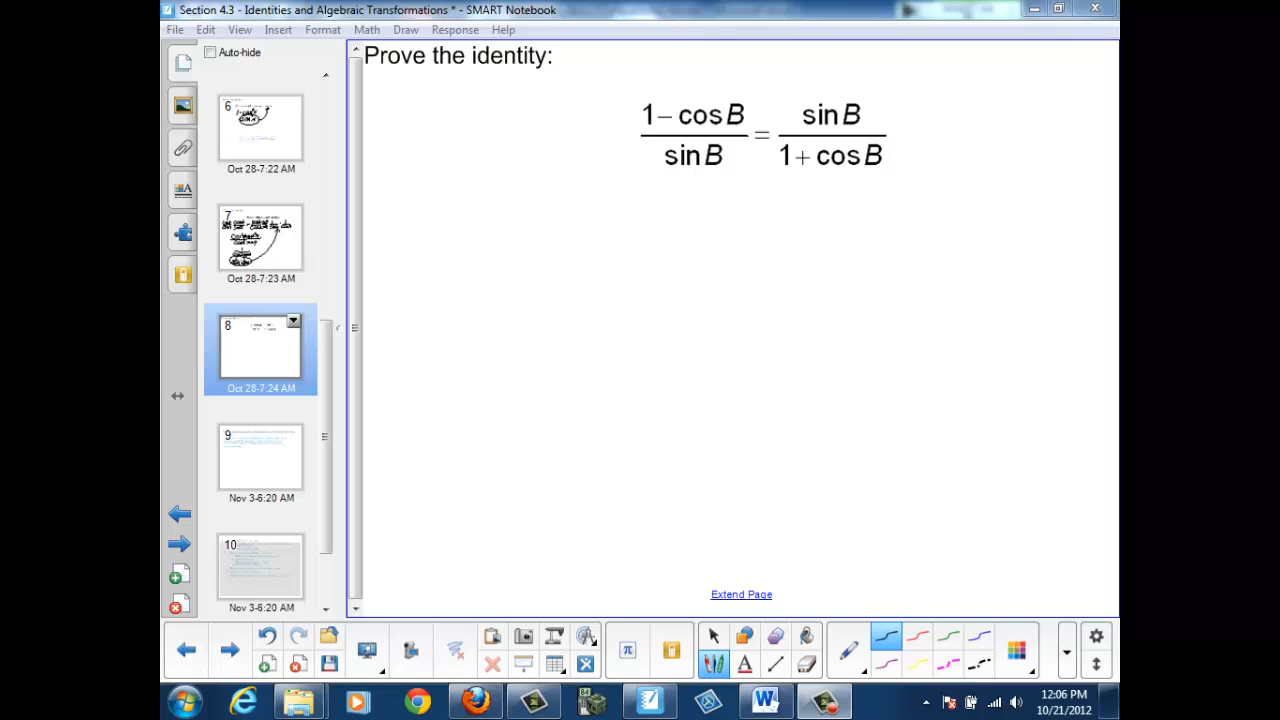 Section 4.3 - Identities and Algebraic Transformations * - SMART Notebook
File Edit View Insert Format Math Draw Response Help
Auto-hide
Prove the identity:
1 - cos B / sin B = sin B / 1 + cos B
6
Oct 28-7:22 AM
7
Oct 28-7:23 AM
8
Oct 28-7:24 AM
9
Nov 3-6:20 AM
10
Nov 3-6:20 AM
Extend Page
12:06 PM
10/21/2012